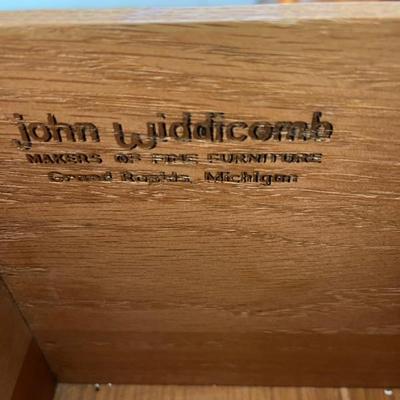 john widdicomb
MAKERS OF FINE FURNITURE
Grand Rapids, Michigan